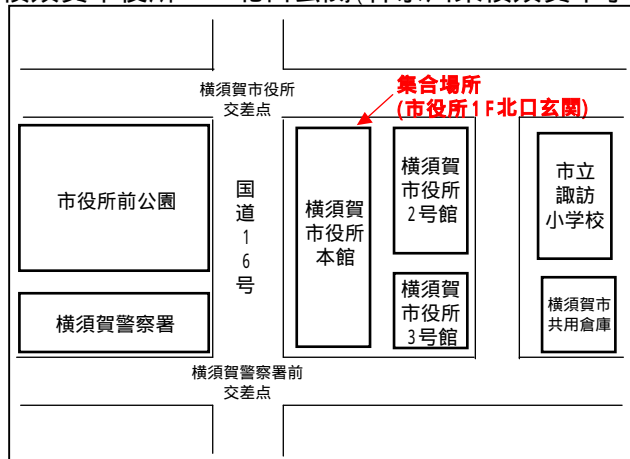 横須賀市役所
交差点
集合場所
(市役所1F北口玄関)
市役所前公園
国
道
1
6
号
横須賀
市役所
本館
横須賀
市役所
2号館
市立
諏訪
小学校
横須賀警察署
横須賀
市役所
3号館
横須賀市
共用倉庫
横須賀警察署前
交差点